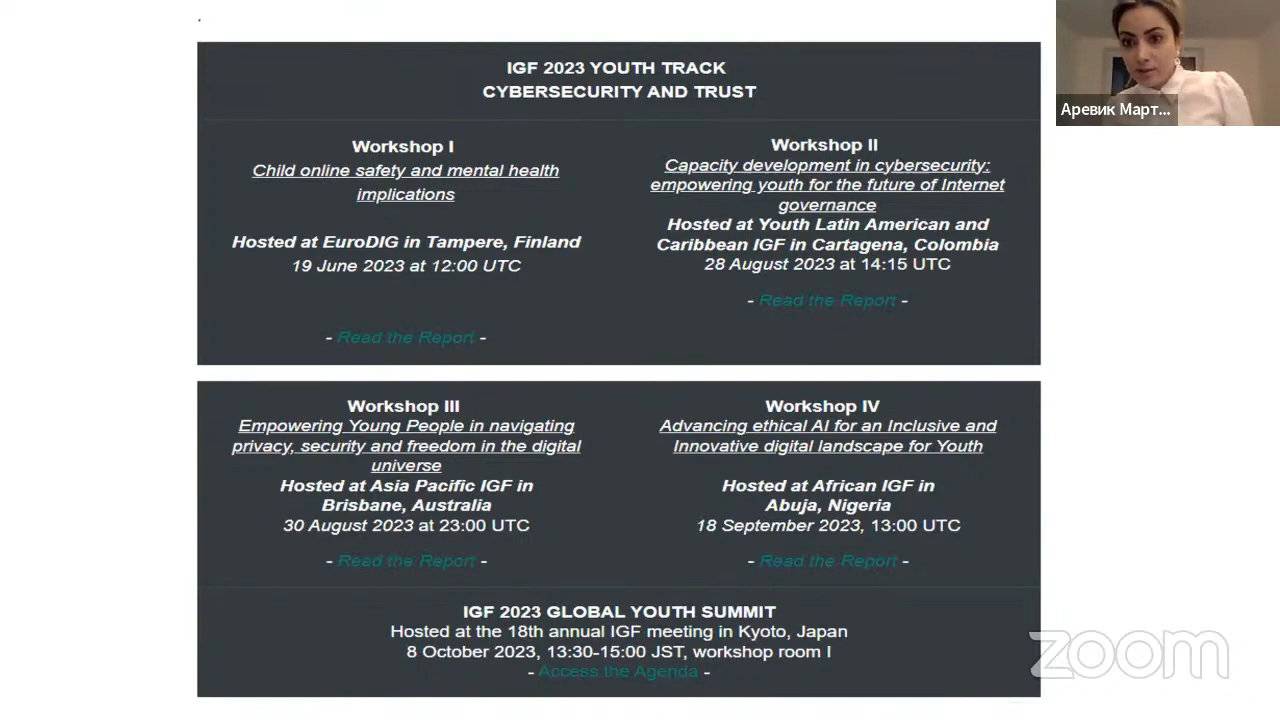 IGF 2023 YOUTH TRACK
CYBERSECURITY AND TRUST
Workshop I
Child online safety and mental health
implications
Hosted at EuroDIG in Tampere, Finland
19 June 2023 at 12:00 UTC
- Read the Report -
Workshop II
Capacity development in cybersecurity:
empowering youth for the future of Internet
governance
Hosted at Youth Latin American and
Caribbean IGF in Cartagena, Colombia
28 August 2023 at 14:15 UTC
- Read the Report -
Workshop III
Empowering Young People in navigating
privacy, security and freedom in the digital
universe
Hosted at Asia Pacific IGF in
Brisbane, Australia
30 August 2023 at 23:00 UTC
- Read the Report -
Workshop IV
Advancing ethical AI for an Inclusive and
Innovative digital landscape for Youth
Hosted at African IGF in
Abuja, Nigeria
18 September 2023, 13:00 UTC
- Read the Report -
IGF 2023 GLOBAL YOUTH SUMMIT
Hosted at the 18th annual IGF meeting in Kyoto, Japan
8 October 2023, 13:30-15:00 JST, workshop room I
- Access the Agenda -
Аревик Март...
zoom